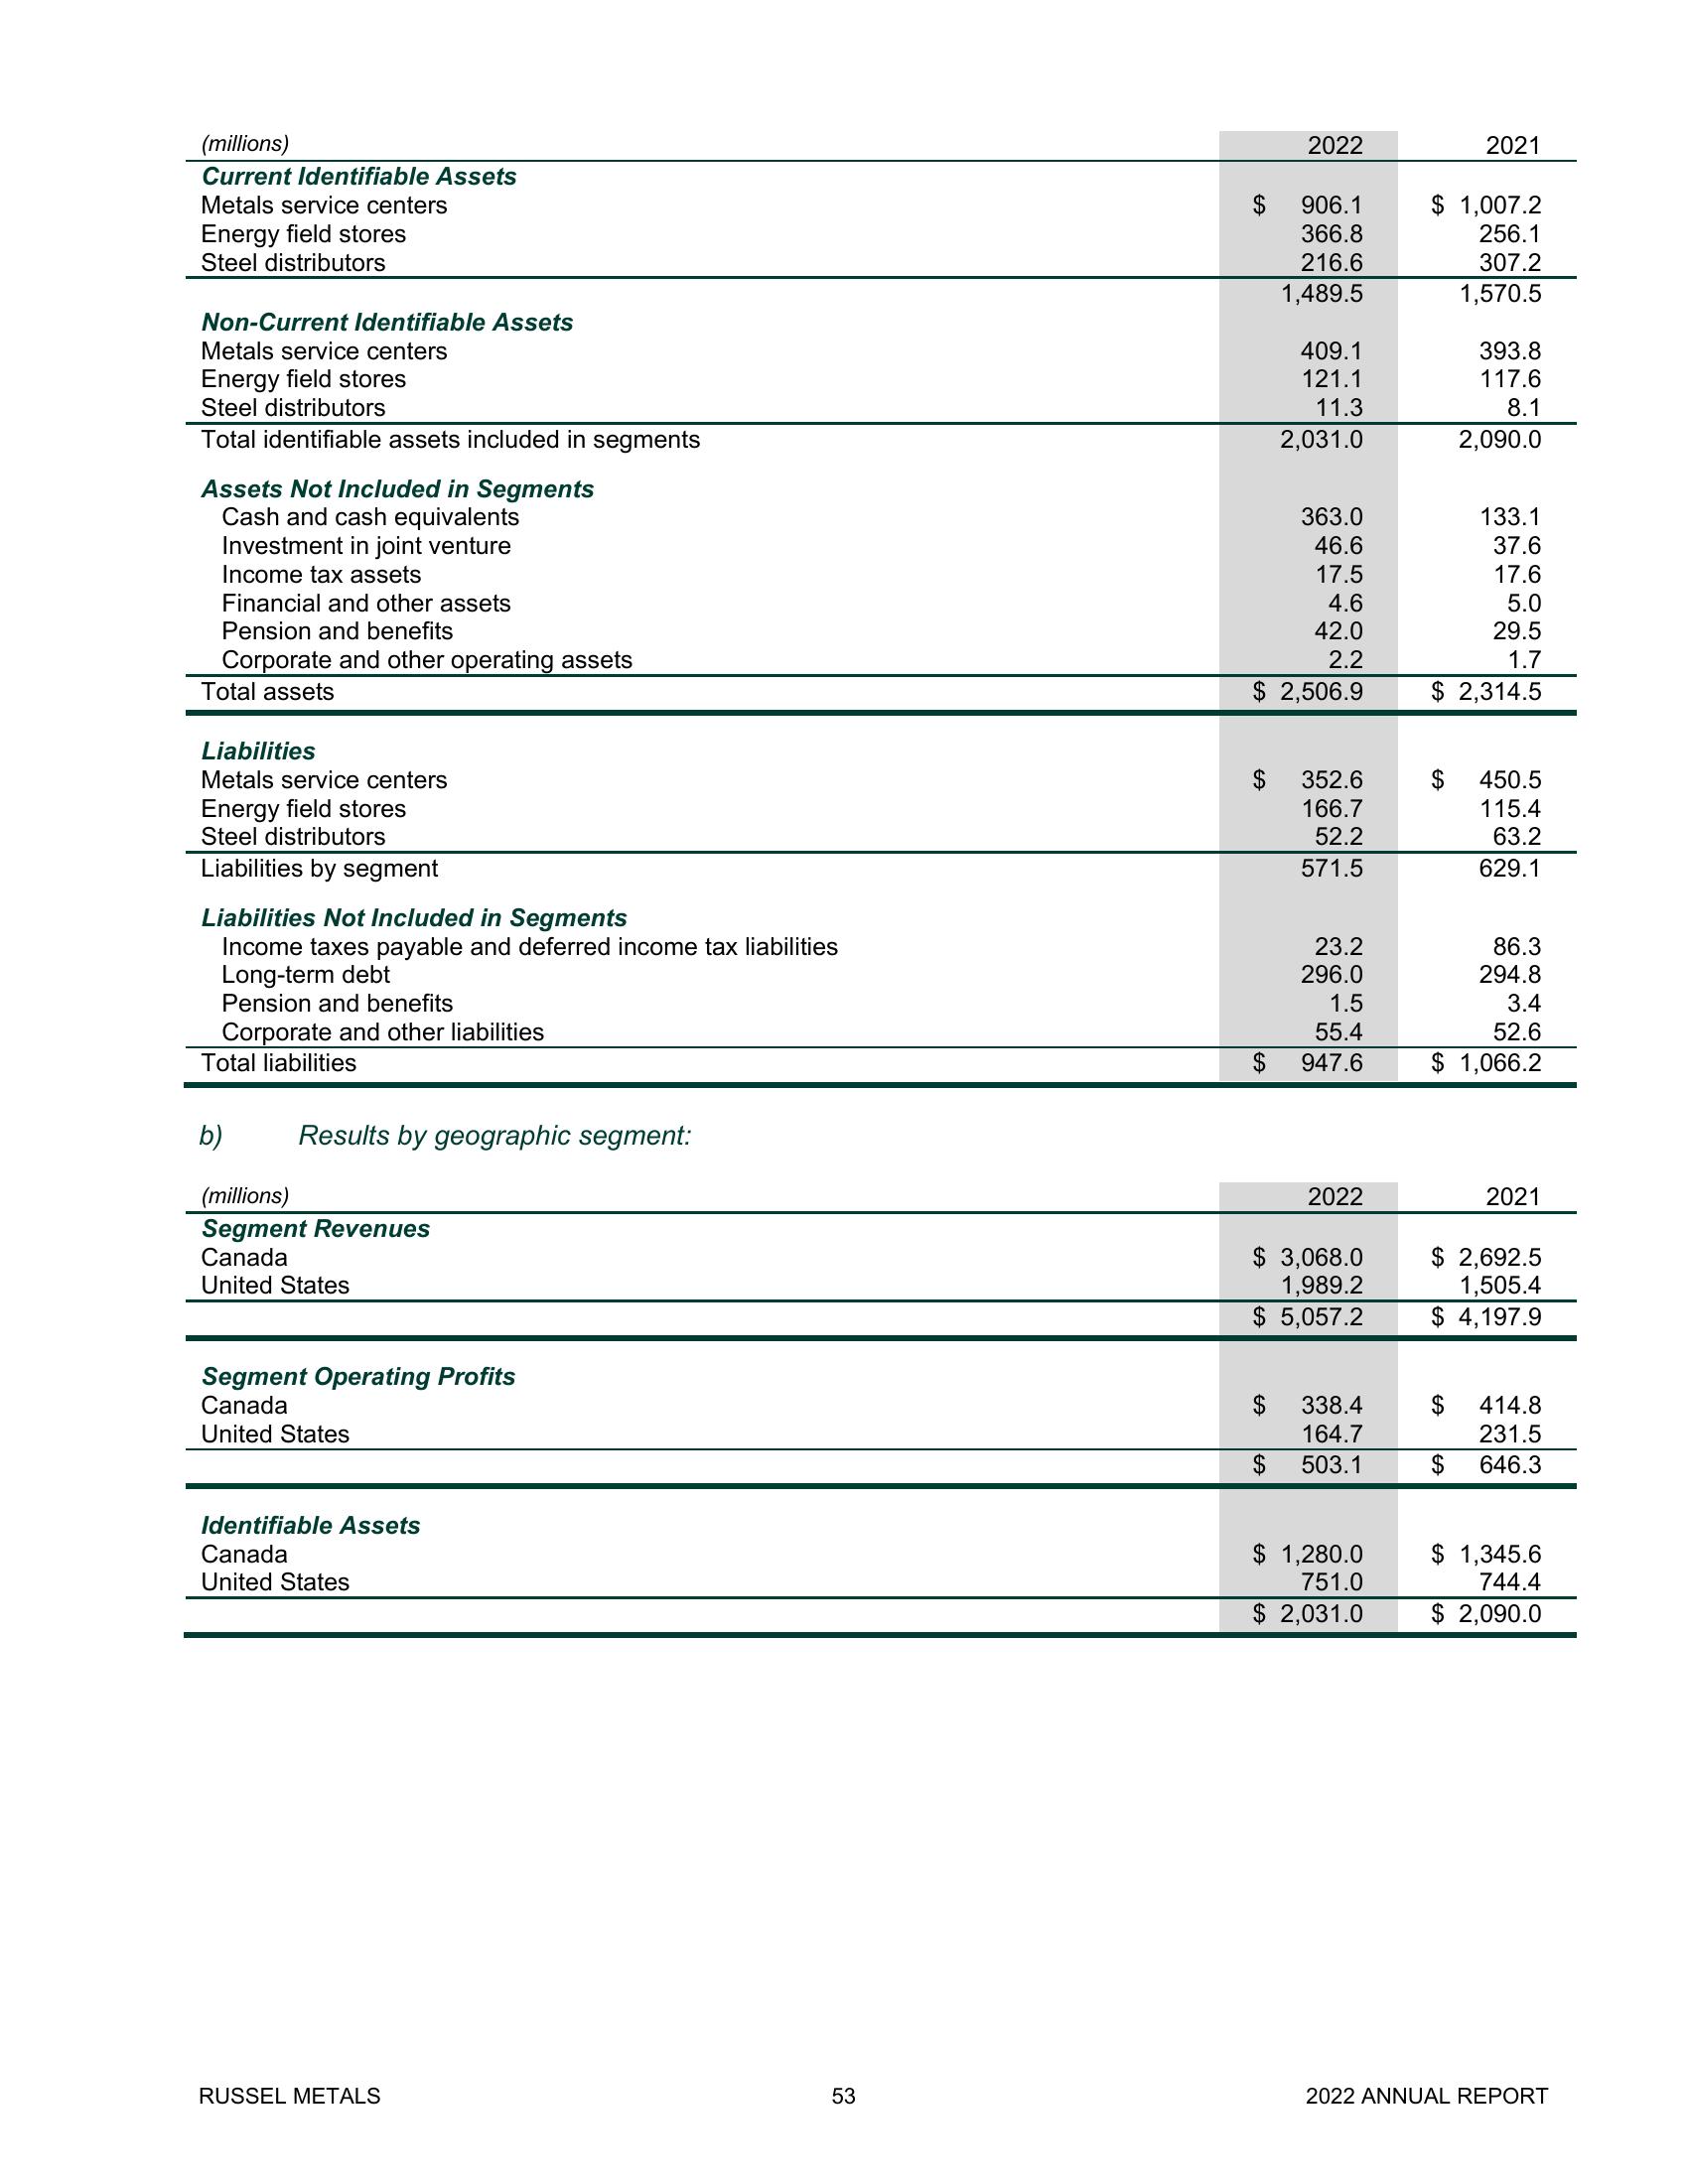 (millions) 2022 2021
Current Identifiable Assets
Metals service centers $ 906.1 $ 1,007.2
Energy field stores 366.8 256.1
Steel distributors 216.6 307.2
1,489.5 1,570.5
Non-Current Identifiable Assets
Metals service centers 409.1 393.8
Energy field stores 121.1 117.6
Steel distributors 11.3 8.1
Total identifiable assets included in segments 2,031.0 2,090.0
Assets Not Included in Segments
Cash and cash equivalents 363.0 133.1
Investment in joint venture 46.6 37.6
Income tax assets 17.5 17.6
Financial and other assets 4.6 5.0
Pension and benefits 42.0 29.5
Corporate and other operating assets 2.2 1.7
Total assets $ 2,506.9 $ 2,314.5
Liabilities
Metals service centers $ 352.6 $ 450.5
Energy field stores 166.7 115.4
Steel distributors 52.2 63.2
Liabilities by segment 571.5 629.1
Liabilities Not Included in Segments
Income taxes payable and deferred income tax liabilities 23.2 86.3
Long-term debt 296.0 294.8
Pension and benefits 1.5 3.4
Corporate and other liabilities 55.4 52.6
Total liabilities $ 947.6 $ 1,066.2
b) Results by geographic segment:
(millions) 2022 2021
Segment Revenues
Canada $ 3,068.0 $ 2,692.5
United States 1,989.2 1,505.4
$ 5,057.2 $ 4,197.9
Segment Operating Profits
Canada $ 338.4 $ 414.8
United States 164.7 231.5
$ 503.1 $ 646.3
Identifiable Assets
Canada $ 1,280.0 $ 1,345.6
United States 751.0 744.4
$ 2,031.0 $ 2,090.0
RUSSEL METALS 53 2022 ANNUAL REPORT